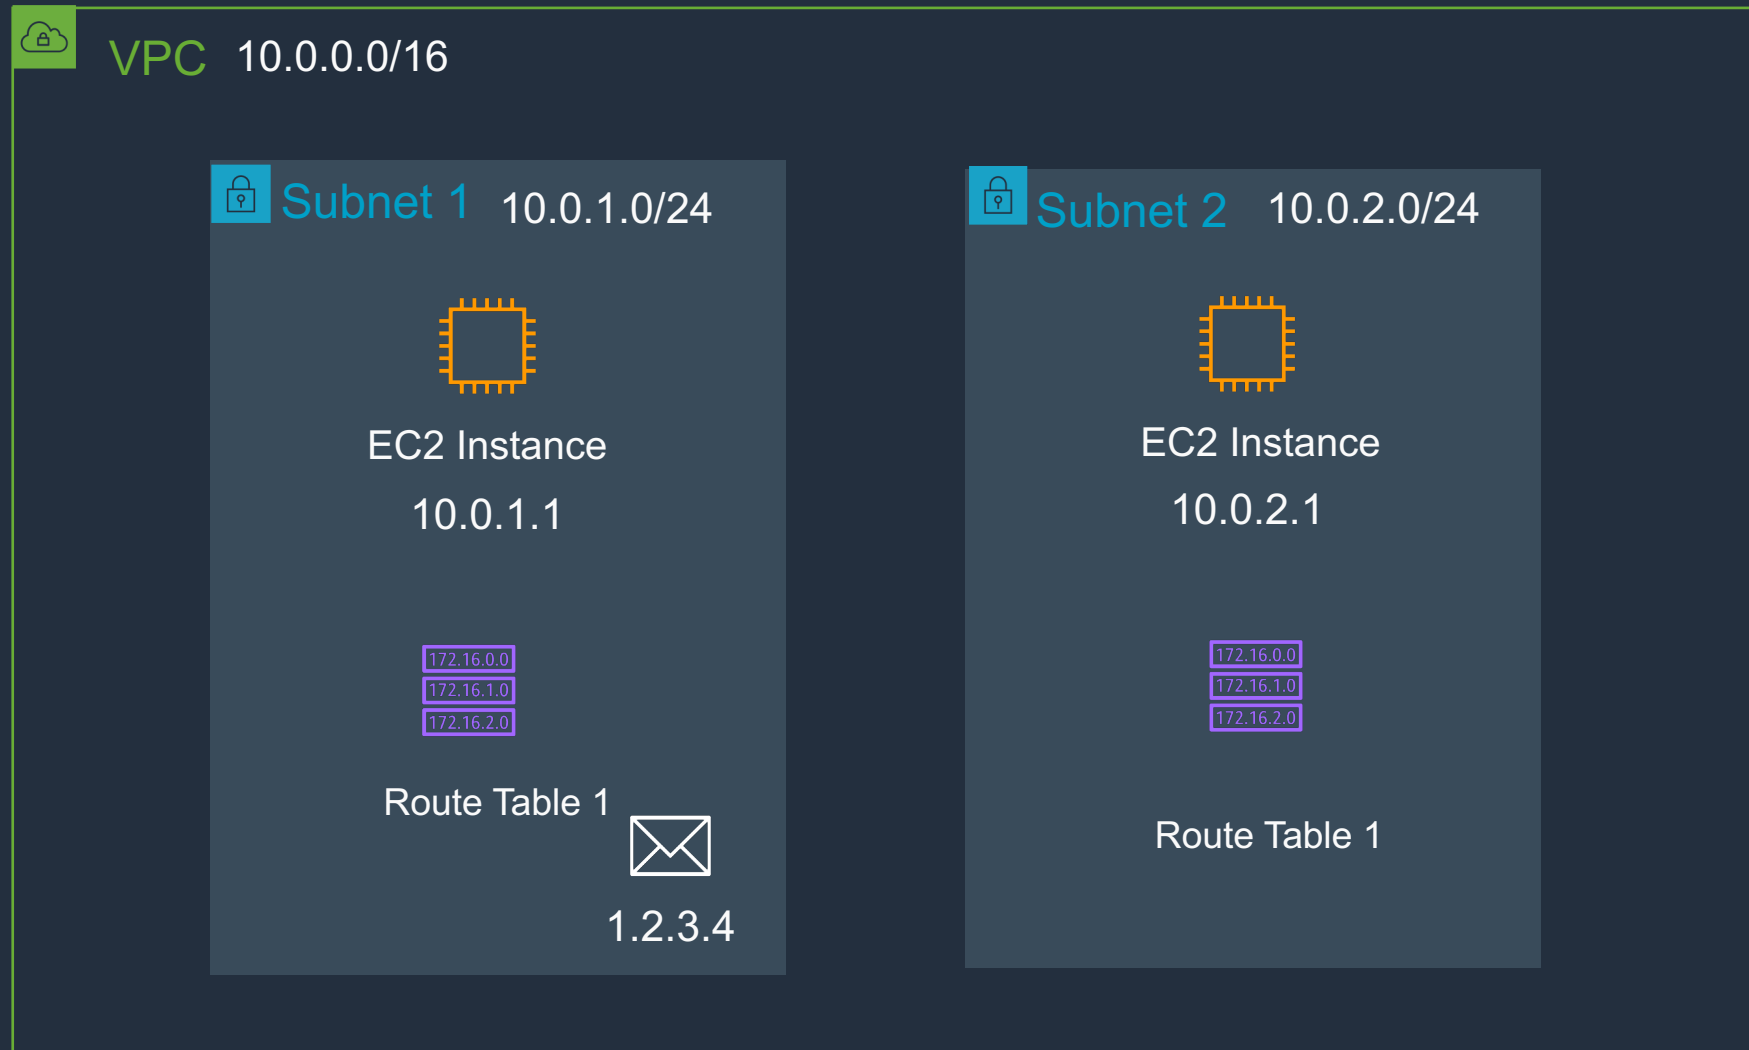 VPC 10.0.0.0/16
Subnet 1 10.0.1.0/24
EC2 Instance
10.0.1.1
172.16.0.0
172.16.1.0
172.16.2.0
Route Table 1
1.2.3.4
Subnet 2 10.0.2.0/24
EC2 Instance
10.0.2.1
172.16.0.0
172.16.1.0
172.16.2.0
Route Table 1